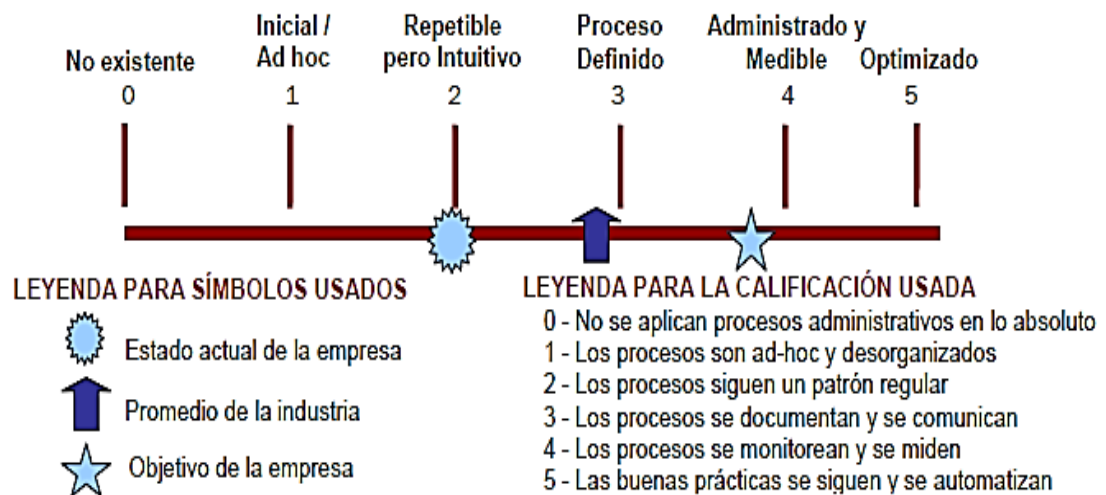 No existente
Inicial /
Ad hoc
Repetible
pero Intuitivo
Proceso
Definido
Administrado y
Medible
Optimizado
0
1
2
3
4
5
LEYENDA PARA SÍMBOLOS USADOS
Estado actual de la empresa
Promedio de la industria
Objetivo de la empresa
LEYENDA PARA LA CALIFICACIÓN USADA
0 - No se aplican procesos administrativos en lo absoluto
1 - Los procesos son ad-hoc y desorganizados
2 - Los procesos siguen un patrón regular
3 - Los procesos se documentan y se comunican
4 - Los procesos se monitorean y se miden
5 - Las buenas prácticas se siguen y se automatizan